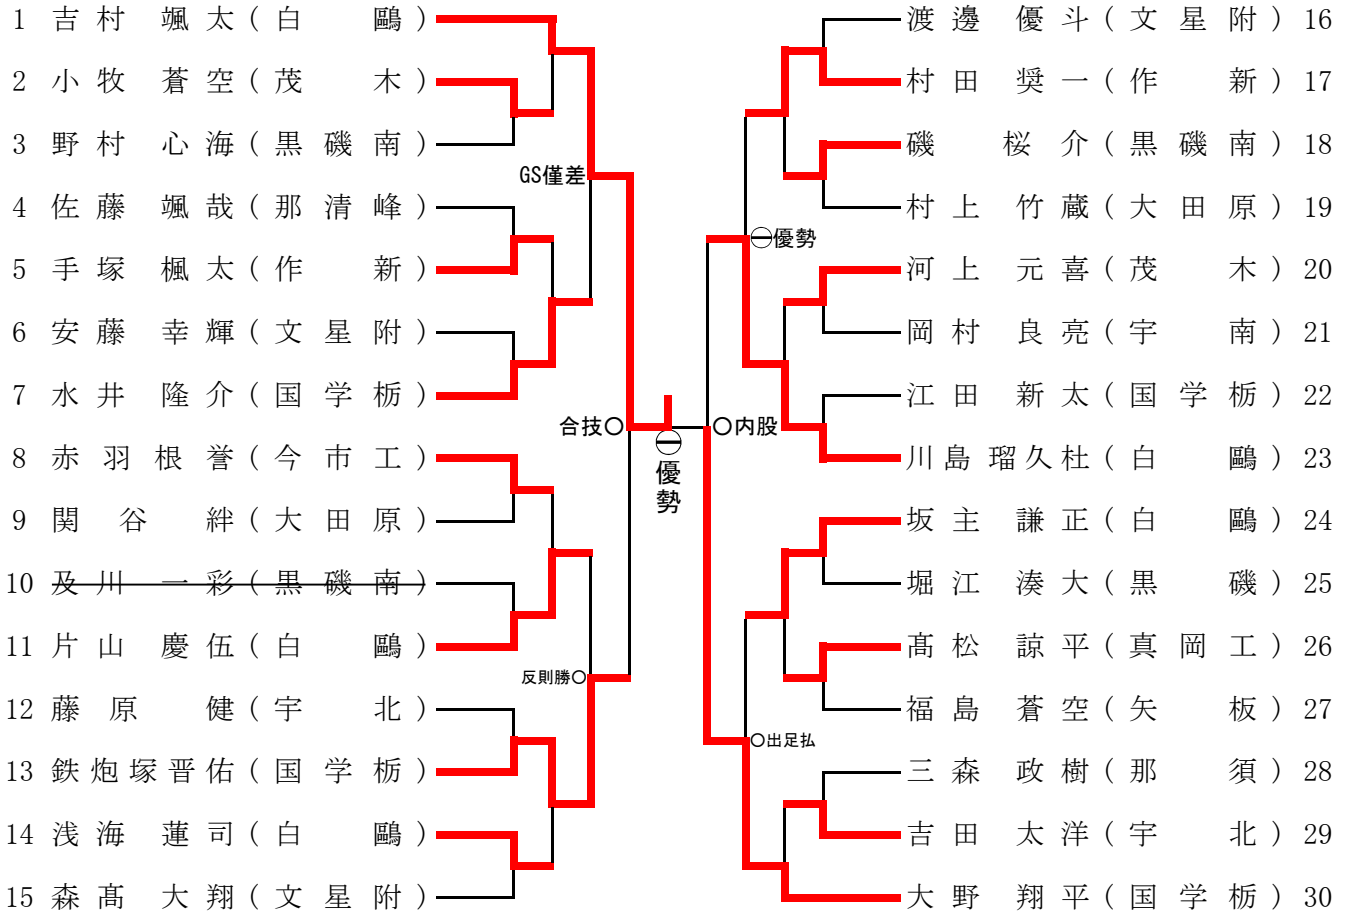 1 吉村 颯太(白 鷗)
2 小牧 蒼空(茂 木)
3 野村 心海(黒磯南)
GS僅差
4 佐藤 颯哉(那清峰)
5 手塚 楓太(作 新)
6 安藤 幸輝(文星附)
7 水井 隆介(国学栃)
合技○
8 赤羽根誉(今市工)
9 関谷 絆(大田原)
10 及川 一彩(黒磯南)
11 片山 慶伍(白 鷗)
反則勝○
12 藤原 健(宇 北)
13 鉄炮塚晋佑(国学栃)
14 浅海 蓮司(白 鷗)
15 森髙 大翔(文星附)
㊀
優
勢
渡邊 優斗(文星附) 16
村田 奨一(作 新) 17
磯 桜介(黒磯南) 18
村上 竹蔵(大田原) 19
㊀優勢
河上 元喜(茂 木) 20
岡村 良亮(宇 南) 21
江田 新太(国学栃) 22
○内股
川島瑠久杜(白 鷗) 23
坂主 謙正(白 鷗) 24
堀江 湊大(黒 磯) 25
髙松 諒平(真岡工) 26
福島 蒼空(矢 板) 27
○出足払
三森 政樹(那 須) 28
吉田 太洋(宇 北) 29
大野 翔平(国学栃) 30